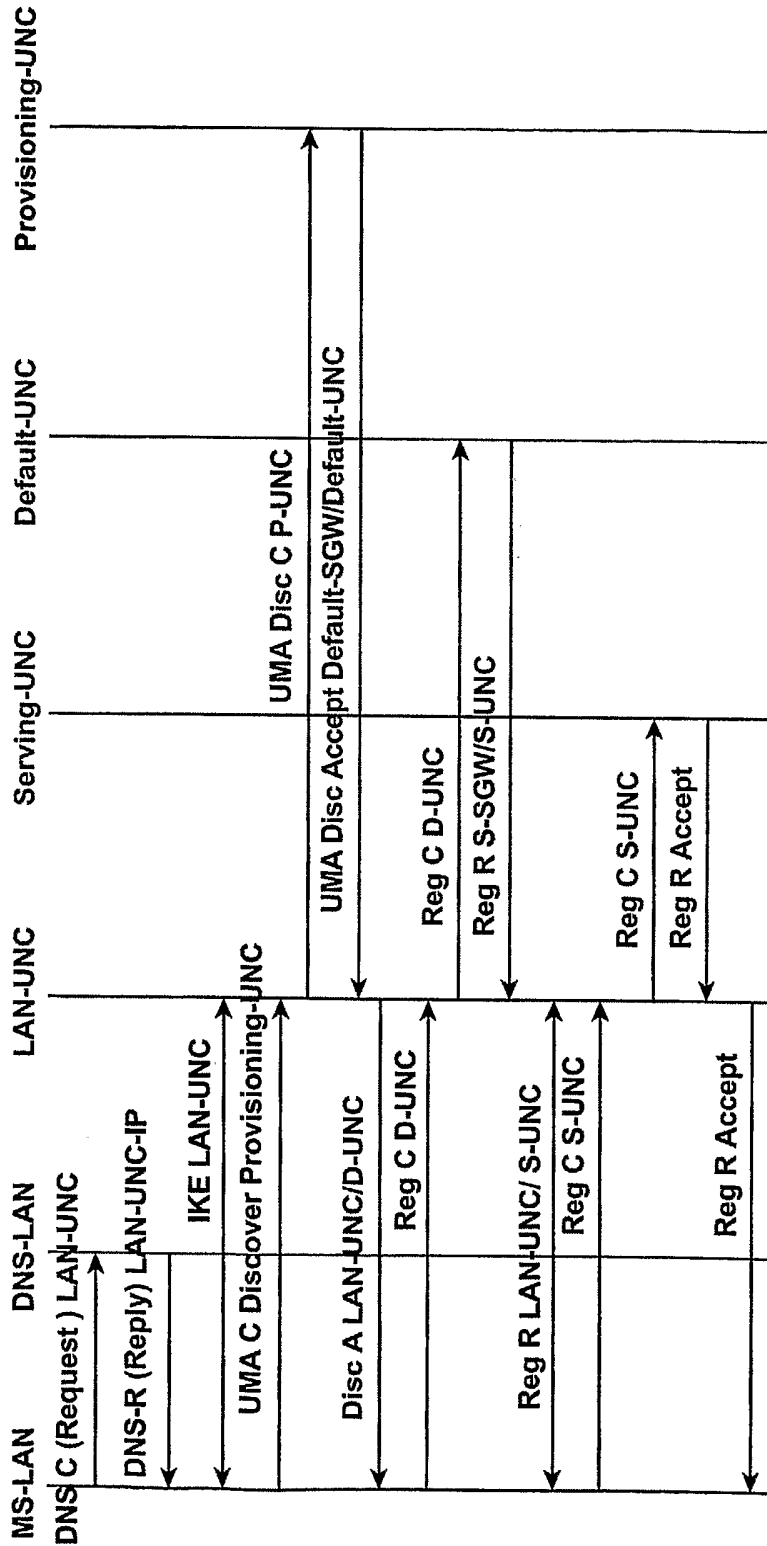 MS-LAN
DNS-LAN
LAN-UNC
Serving-UNC
Default-UNC
Provisioning-UNC
DNS C (Request ) LAN-UNC
DNS-R (Reply) LAN-UNC-IP
IKE LAN-UNC
UMA C Discover Provisioning-UNC
UMA Disc C P-UNC
UMA Disc Accept Default-SGW/Default-UNC
Disc A LAN-UNC/D-UNC
Reg C D-UNC
Reg C D-UNC
Reg R S-SGW/S-UNC
Reg R LAN-UNC/ S-UNC
Reg C S-UNC
Reg C S-UNC
Reg R Accept
Reg R Accept